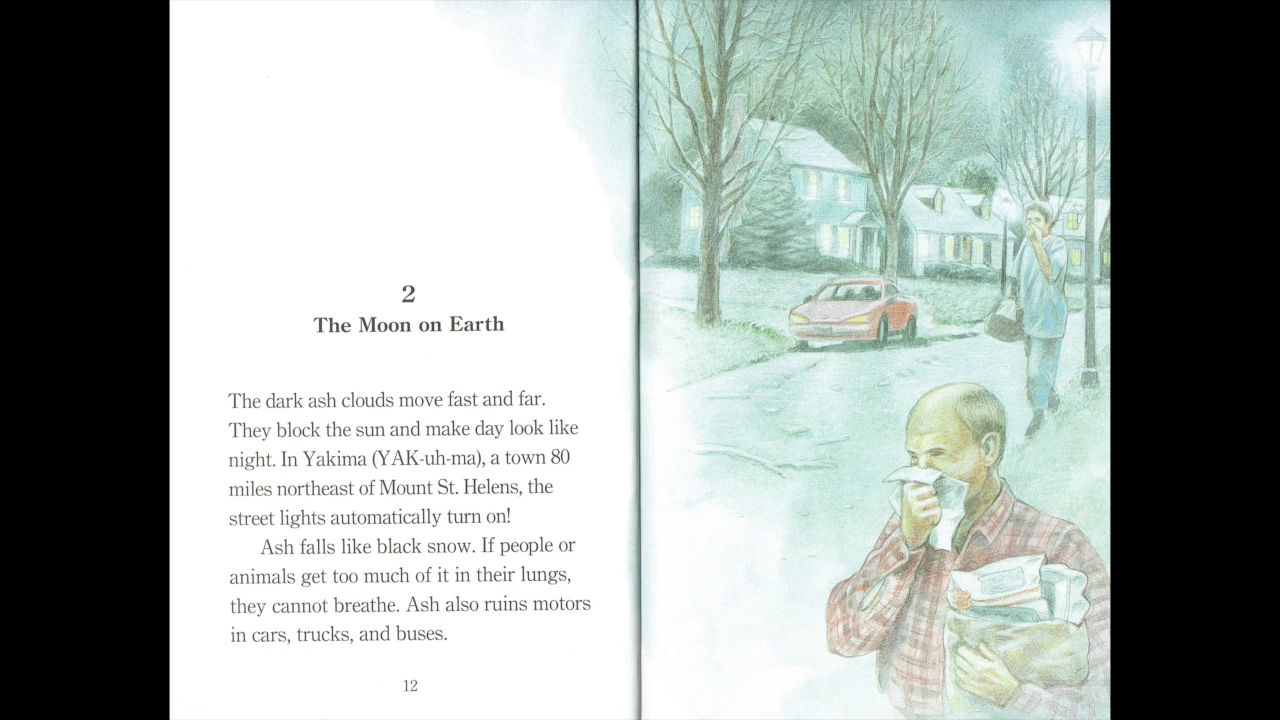 2
The Moon on Earth
The dark ash clouds move fast and far.
They block the sun and make day look like
night. In Yakima (YAK-uh-ma), a town 80
miles northeast of Mount St. Helens, the
street lights automatically turn on!
Ash falls like black snow. If people or
animals get too much of it in their lungs,
they cannot breathe. Ash also ruins motors
in cars, trucks, and buses.
12